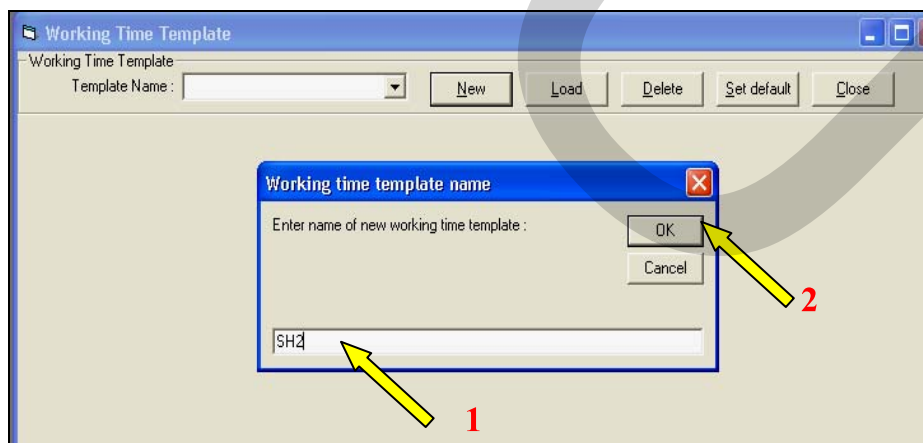 Working Time Template
Working Time Template
Template Name :
New Load Delete Set default Close
Working time template name
Enter name of new working time template :
OK
Cancel
2
SH2
1